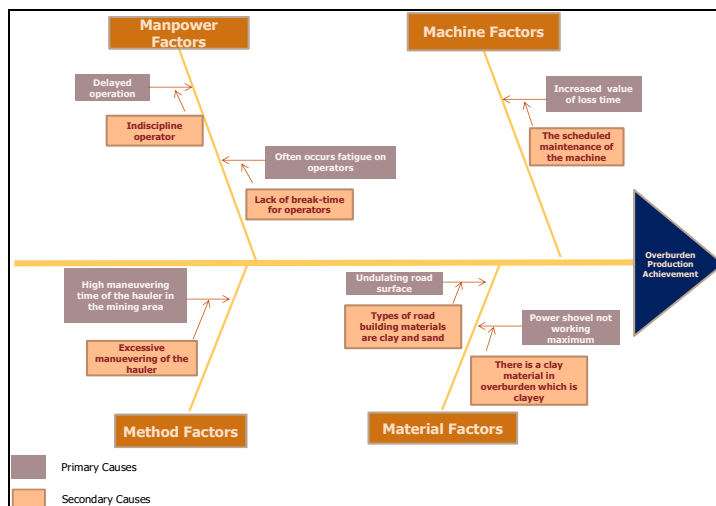 Manpower
Factors
Machine Factors
Delayed
operation
Indiscipline
operator
Often occurs fatigue on
operators
Lack of break-time
for operators
Increased value
of loss time
The scheduled
maintenance of
the machine
Overburden
Production
Achievement
High maneuvering
time of the hauler in
the mining area
Excessive
manuevering of the
hauler
Undulating road
surface
Types of road
building materials
are clay and sand
Power shovel not
working
maximum
There is a clay
material in
overburden which is
clayey
Method Factors
Material Factors
Primary Causes
Secondary Causes